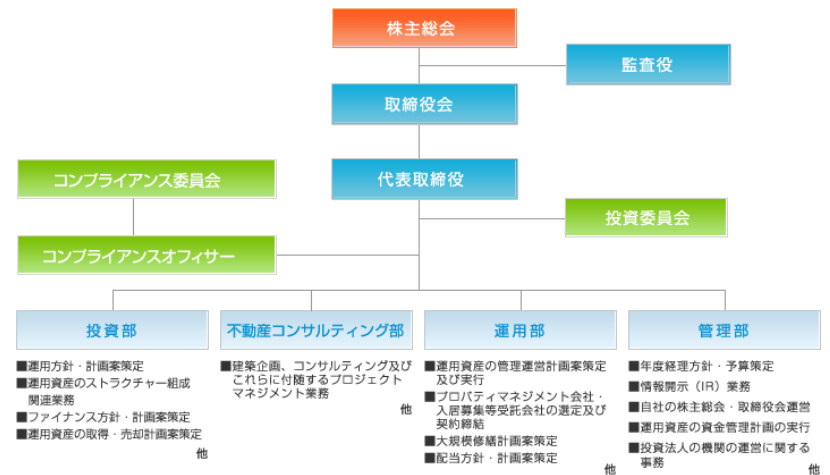 株主総会
監査役
取締役会
コンプライアンス委員会
代表取締役
投資委員会
コンプライアンスオフィサー
投資部
■運用方針・計画案策定
■運用資産のストラクチャー組成
関連業務
■ファイナンス方針・計画案策定
■運用資産の取得・売却計画案策定
他
不動産コンサルティング部
■建築企画、コンサルティング及び
これらに付随するプロジェクト
マネジメント業務
他
運用部
■運用資産の管理運営計画案策定
及び実行
■プロパティマネジメント会社・
入居募集等受託会社の選定及び
契約締結
■大規模修繕計画案策定
■配当方針・計画案策定
他
管理部
■年度経理方針・予算策定
■情報開示（IR）業務
■自社の株主総会・取締役会運営
■運用資産の資金管理計画の実行
■投資法人の機関の運営に関する
事務
他